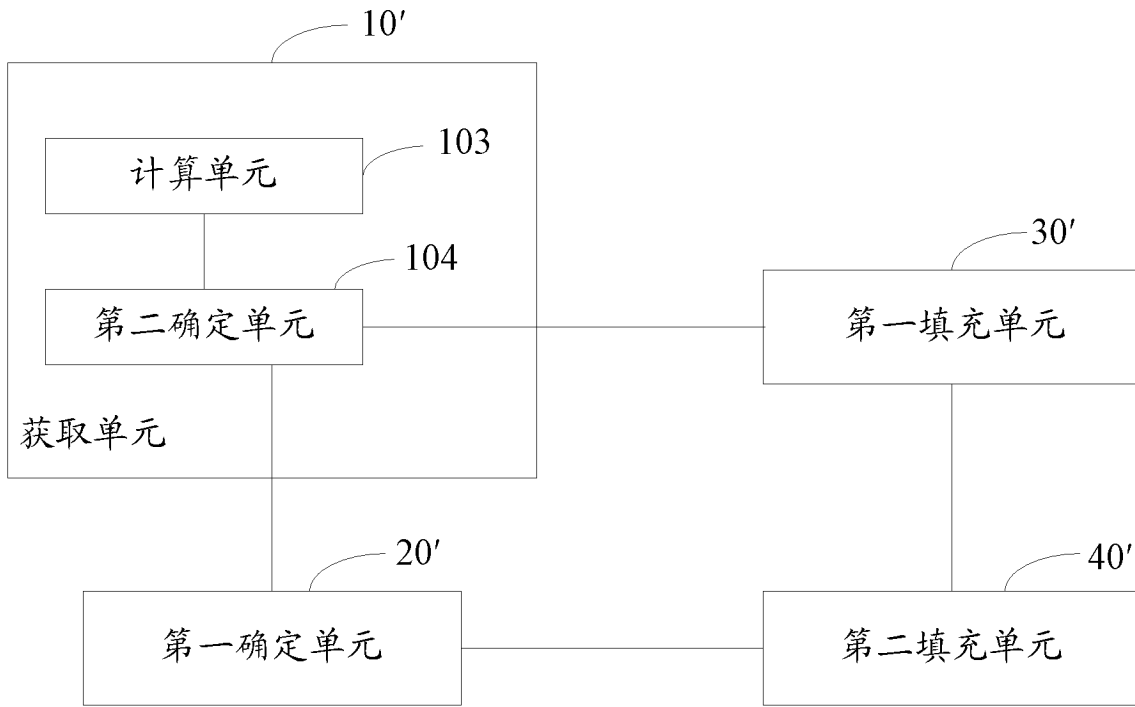 10′
103
计算单元
104
第二确定单元
获取单元
30′
第一填充单元
20′
第一确定单元
40′
第二填充单元